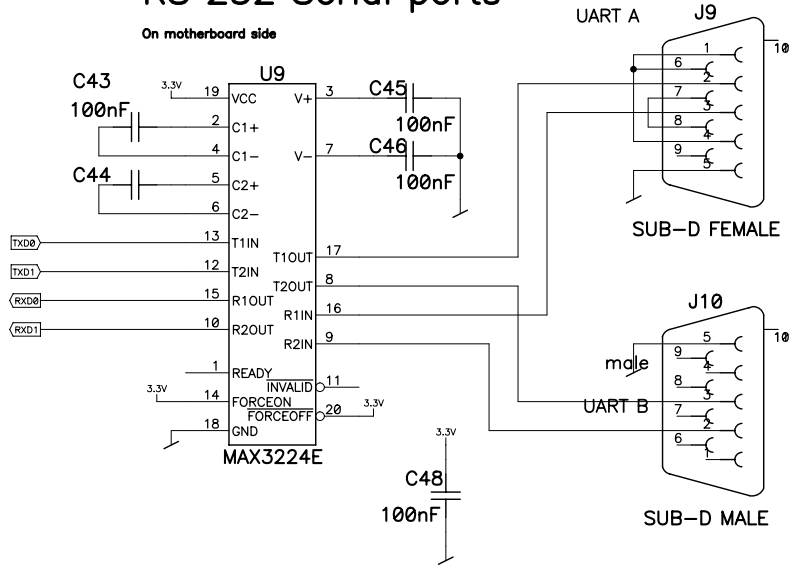 RS-232 Serial ports
On motherboard side
UART A
J9
U9
C43
100nF
3.3V
19 VCC
V+ 3
C45
100nF
2 C1+
4 C1-
V- 7
C46
100nF
C44
5 C2+
6 C2-
TXD0
13 T1IN
T1OUT 17
TXD1
12 T2IN
T2OUT 8
RXD0
15 R1OUT
R1IN 16
RXD1
10 R2OUT
R2IN 9
1 READY
INVALID 11
3.3V
14 FORCEON
FORCEOFF 20
3.3V
18 GND
MAX3224E
3.3V
C48
100nF
1
6
2
7
3
8
4
9
5
10
SUB-D FEMALE
J10
5
9
4
8
3
7
2
6
1
10
male
UART B
SUB-D MALE